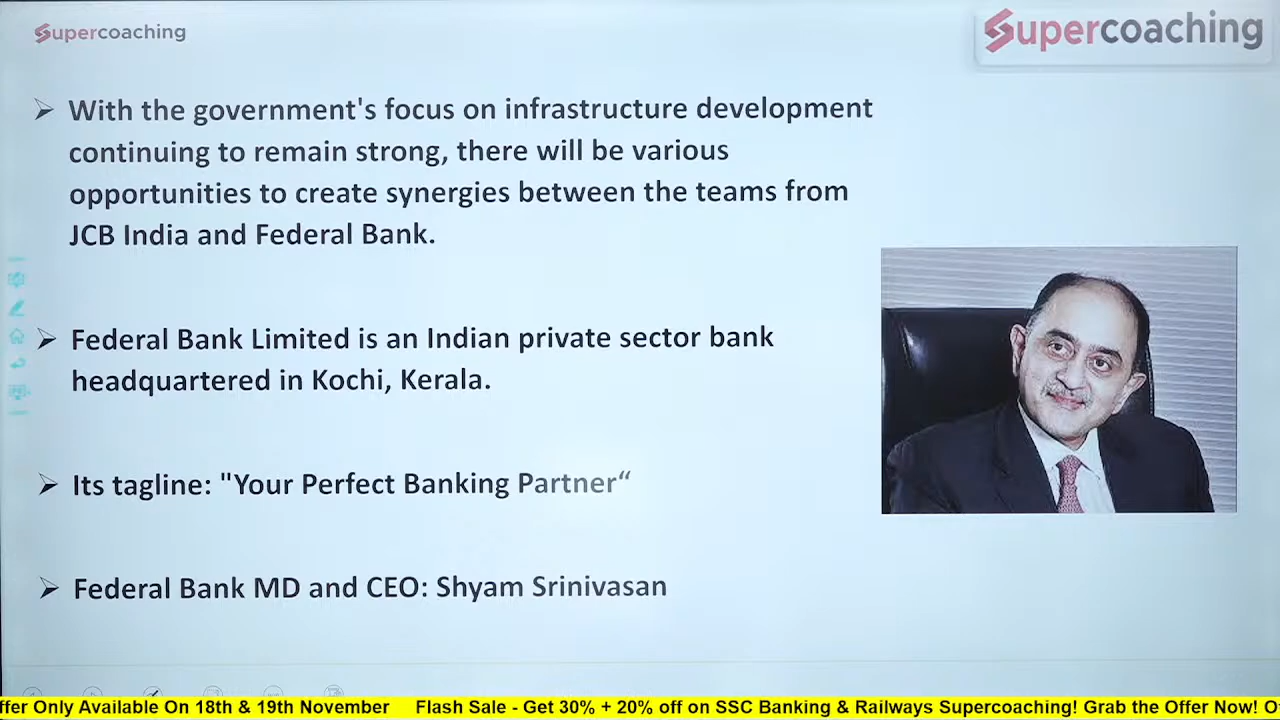 Supercoaching
Supercoaching
With the government's focus on infrastructure development
continuing to remain strong, there will be various
opportunities to create synergies between the teams from
JCB India and Federal Bank.
Federal Bank Limited is an Indian private sector bank
headquartered in Kochi, Kerala.
Its tagline: "Your Perfect Banking Partner“
Federal Bank MD and CEO: Shyam Srinivasan
ffer Only Available On 18th & 19th November Flash Sale - Get 30% + 20% off on SSC Banking & Railways Supercoaching! Grab the Offer Now! O